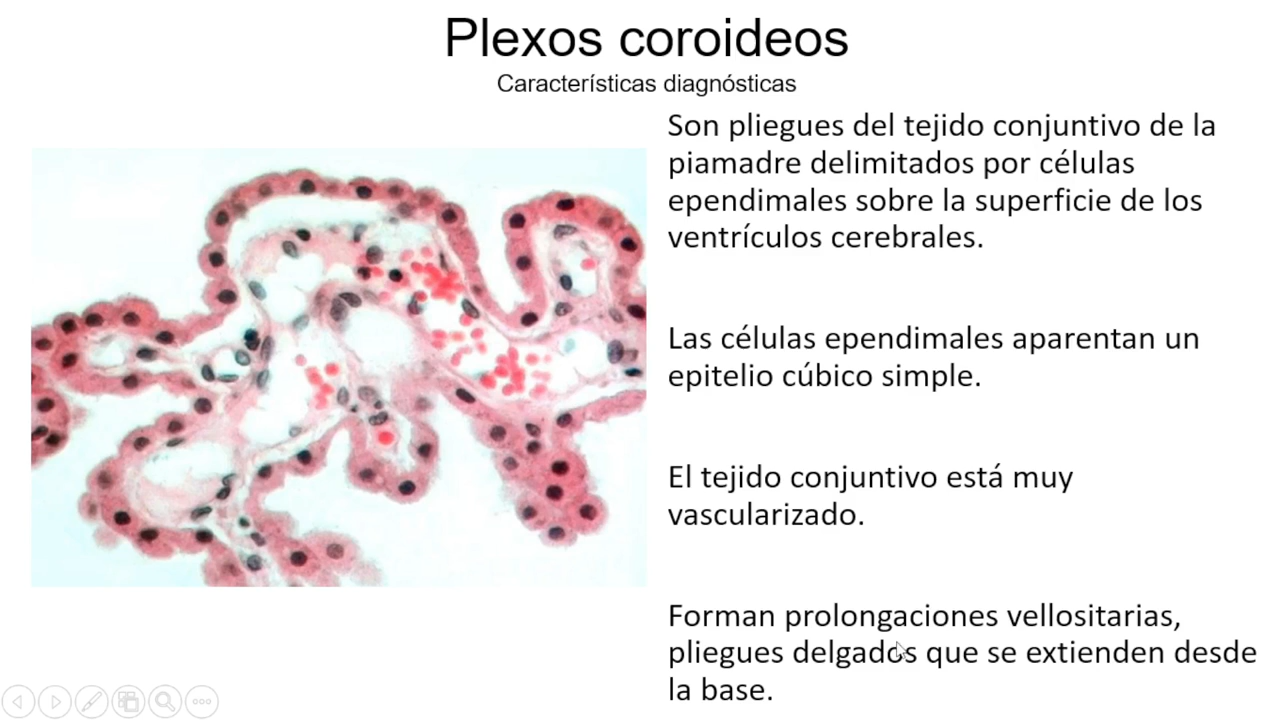 Plexos coroideos
Características diagnósticas
Son pliegues del tejido conjuntivo de la
piamadre delimitados por células
ependimales sobre la superficie de los
ventrículos cerebrales.
Las células ependimales aparentan un
epitelio cúbico simple.
El tejido conjuntivo está muy
vascularizado.
Forman prolongaciones vellositarias,
pliegues delgados que se extienden desde
la base.